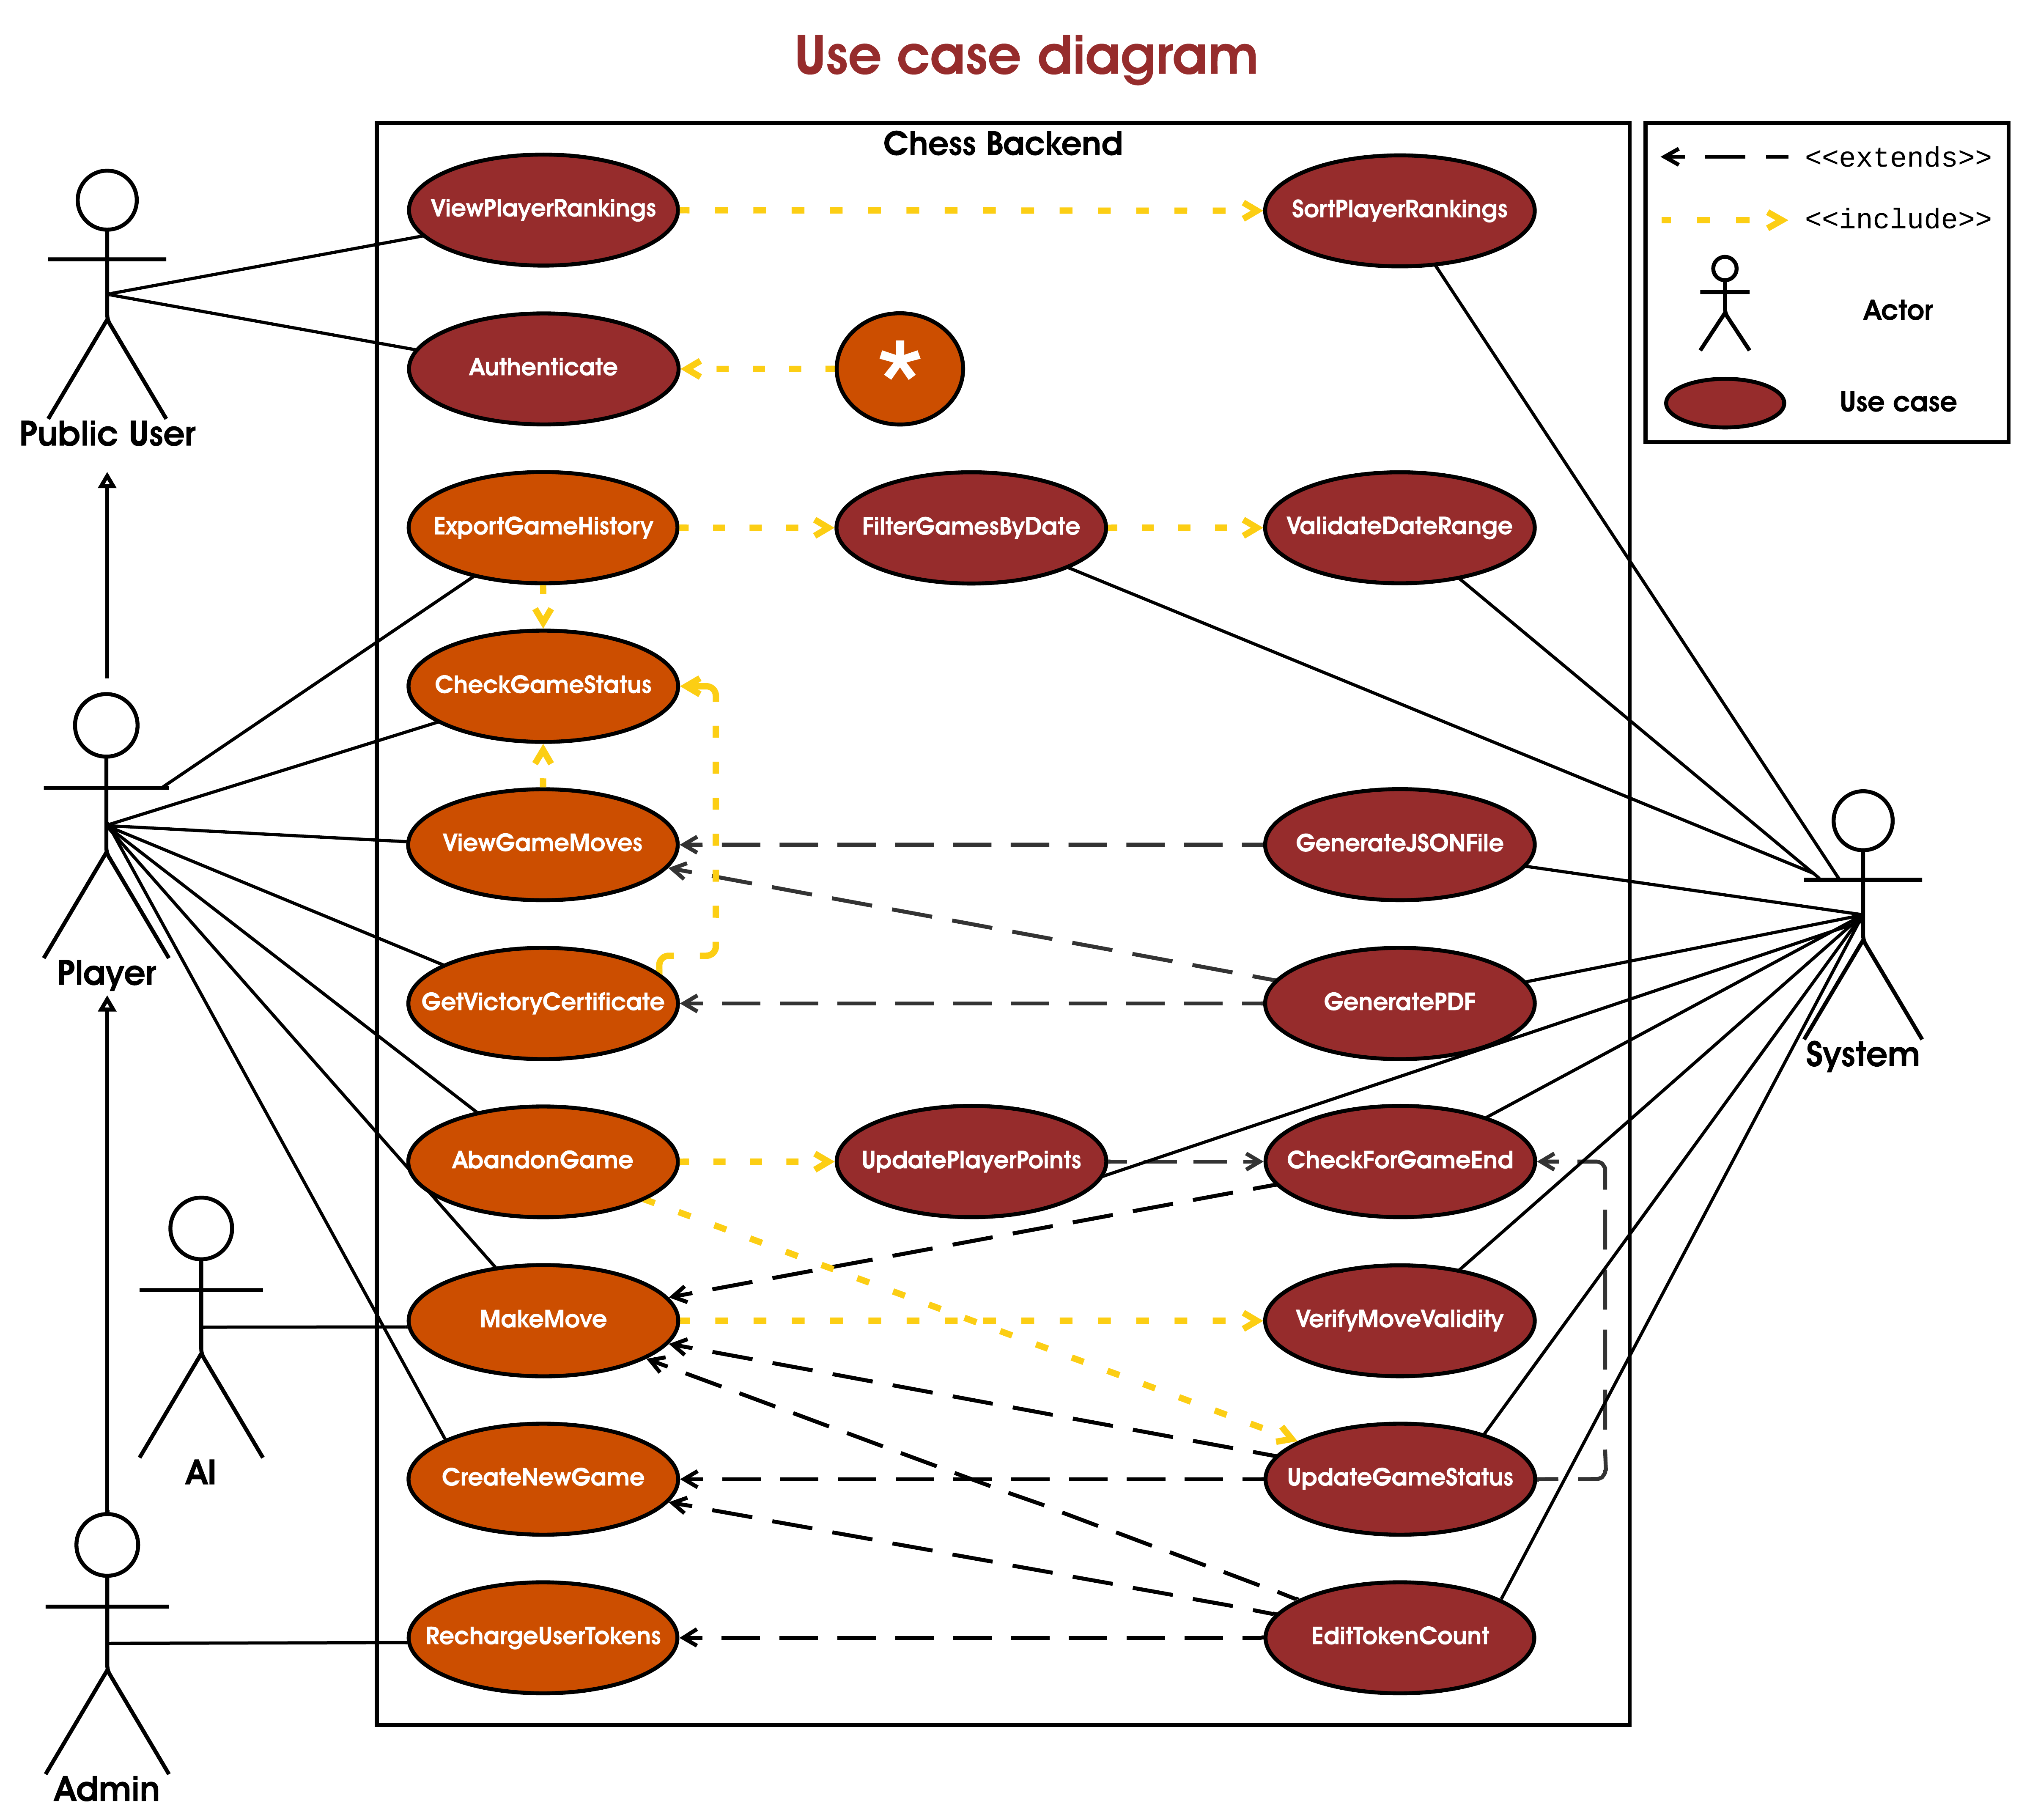 Use case diagram
Chess Backend
<<extends>>
<<include>>
Actor
Use case
ViewPlayerRankings
SortPlayerRankings
Authenticate
*
Public User
ExportGameHistory
FilterGamesByDate
ValidateDateRange
CheckGameStatus
ViewGameMoves
GenerateJSONFile
Player
GetVictoryCertificate
GeneratePDF
System
AbandonGame
UpdatePlayerPoints
CheckForGameEnd
MakeMove
VerifyMoveValidity
AI
CreateNewGame
UpdateGameStatus
RechargeUserTokens
EditTokenCount
Admin